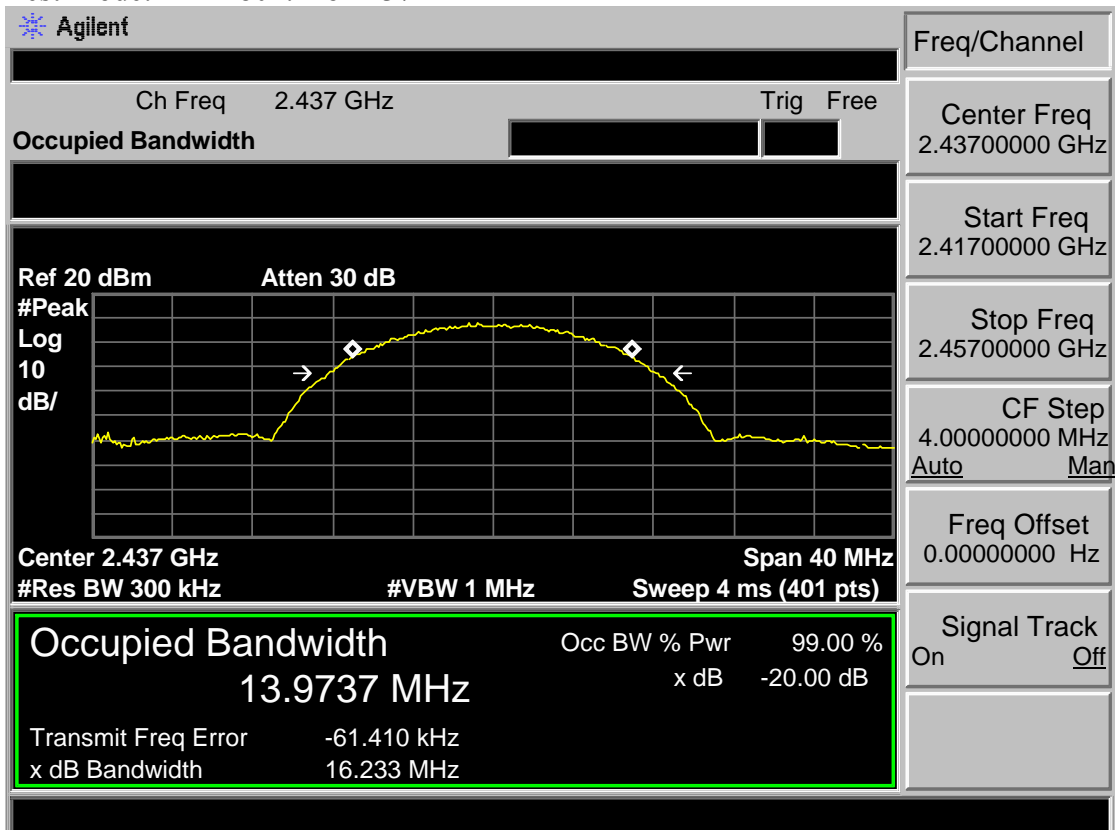 Agilent
Freq/Channel
Ch Freq 2.437 GHz Trig Free
Occupied Bandwidth
Center Freq
2.43700000 GHz
Start Freq
2.41700000 GHz
Ref 20 dBm Atten 30 dB
#Peak
Log
10
dB/
Stop Freq
2.45700000 GHz
CF Step
4.00000000 MHz
Auto Man
Freq Offset
0.00000000 Hz
Center 2.437 GHz Span 40 MHz
#Res BW 300 kHz #VBW 1 MHz Sweep 4 ms (401 pts)
Signal Track
On Off
Occupied Bandwidth Occ BW % Pwr 99.00 %
13.9737 MHz x dB -20.00 dB
Transmit Freq Error -61.410 kHz
x dB Bandwidth 16.233 MHz